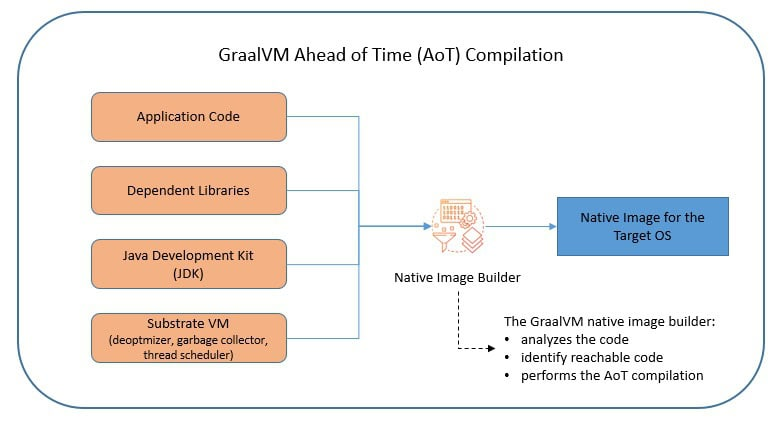 GraalVM Ahead of Time (AoT) Compilation
Application Code
Dependent Libraries
Java Development Kit
(JDK)
Substrate VM
(deoptmizer, garbage collector,
thread scheduler)
Native Image Builder
Native Image for the
Target OS
The GraalVM native image builder:
• analyzes the code
• identify reachable code
• performs the AoT compilation